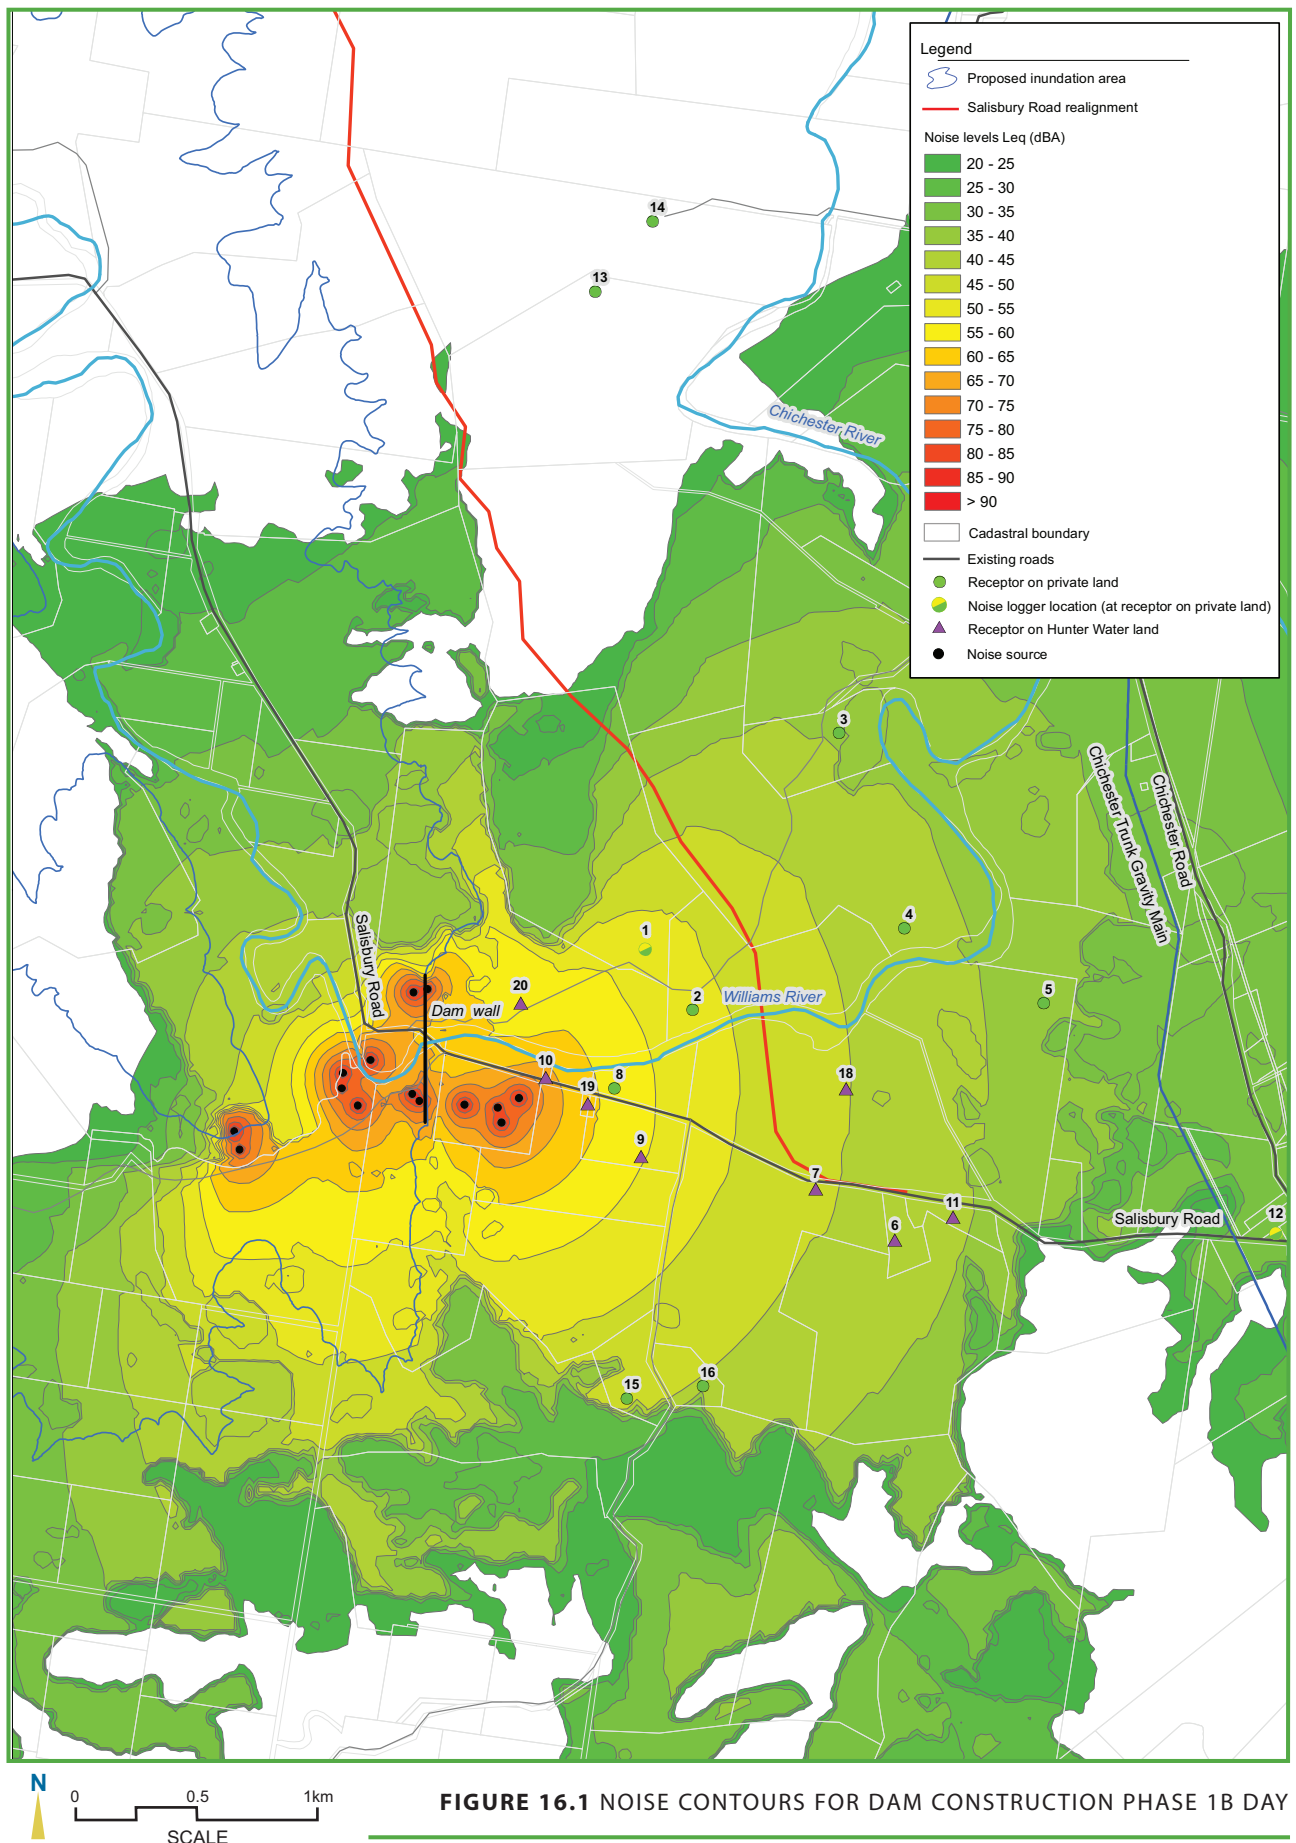 Legend
Proposed inundation area
Salisbury Road realignment
Noise levels Leq (dBA)
20 - 25
25 - 30
30 - 35
35 - 40
40 - 45
45 - 50
50 - 55
55 - 60
60 - 65
65 - 70
70 - 75
75 - 80
80 - 85
85 - 90
> 90
Cadastral boundary
Existing roads
Receptor on private land
Noise logger location (at receptor on private land)
Receptor on Hunter Water land
Noise source
14
13
Chichester River
3
Chichester Trunk Gravity Main
Chichester Road
4
1
Salisbury Road
20
2
Williams River
5
Dam wall
10
8
18
19
9
7
11
6
Salisbury Road
12
15
16
N
0
0.5
1km
SCALE
FIGURE 16.1 NOISE CONTOURS FOR DAM CONSTRUCTION PHASE 1B DAY